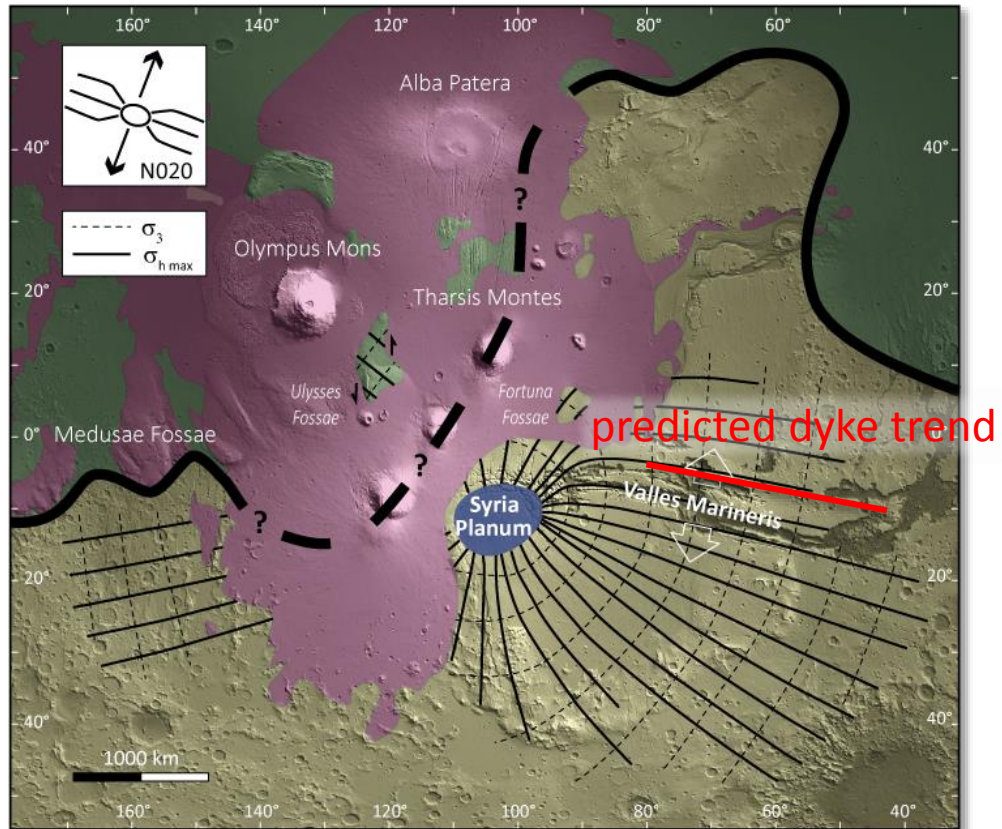 160° 140° 120° 100° 80° 60°
Alba Patera
N020
40° 40°
?
σ3
σh max
Olympus Mons
20° 20°
Tharsis Montes
Ulysses Fortuna
Fossae Fossae
predicted dyke trend
0°
Medusae Fossae
?
Valles Marineris
Syria
Planum
?
20° 20°
40° 40°
1000 km
160° 140° 120° 100° 80° 60° 40°